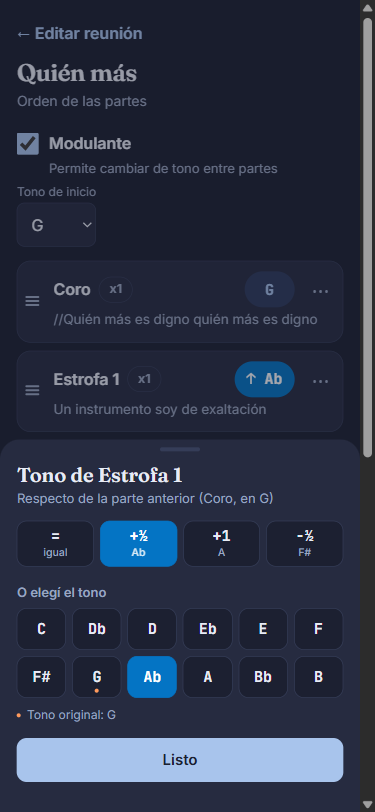 ← Editar reunión
Quién más
Orden de las partes
Modulante
Permite cambiar de tono entre partes
Tono de inicio
G
Coro x1 G ...
//Quién más es digno quién más es digno
Estrofa 1 x1 ↑ Ab ...
Un instrumento soy de exaltación
Tono de Estrofa 1
Respecto de la parte anterior (Coro, en G)
= +½ +1 -½
igual Ab A F#
O elegí el tono
C Db D Eb E F
F# G Ab A Bb B
• Tono original: G
Listo